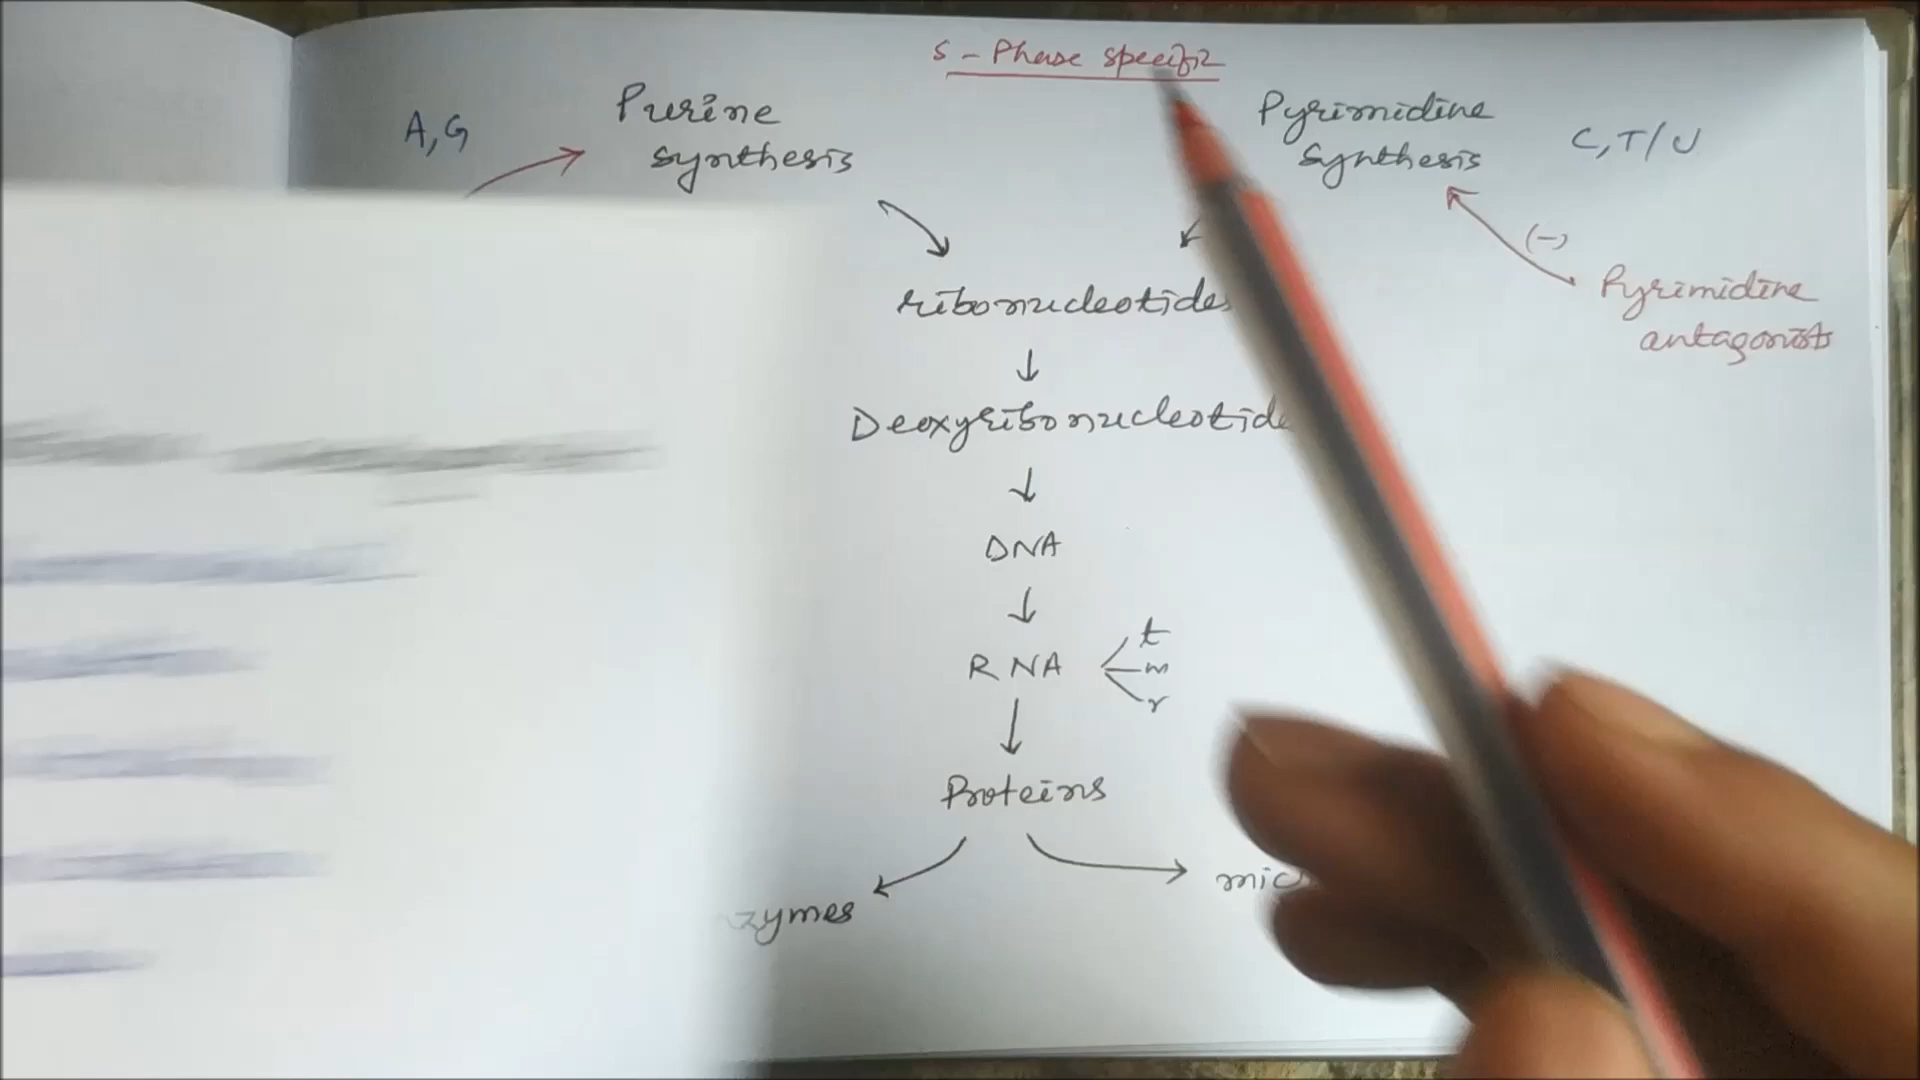 S - Phase specific
A, G
Purine
synthesis
Pyrimidine
synthesis
C, T/U
(-)
ribonucleotides
Pyrimidine
antagonists
Deoxyribonucleotide
DNA
t
RNA
m
r
Proteins
zymes
mic